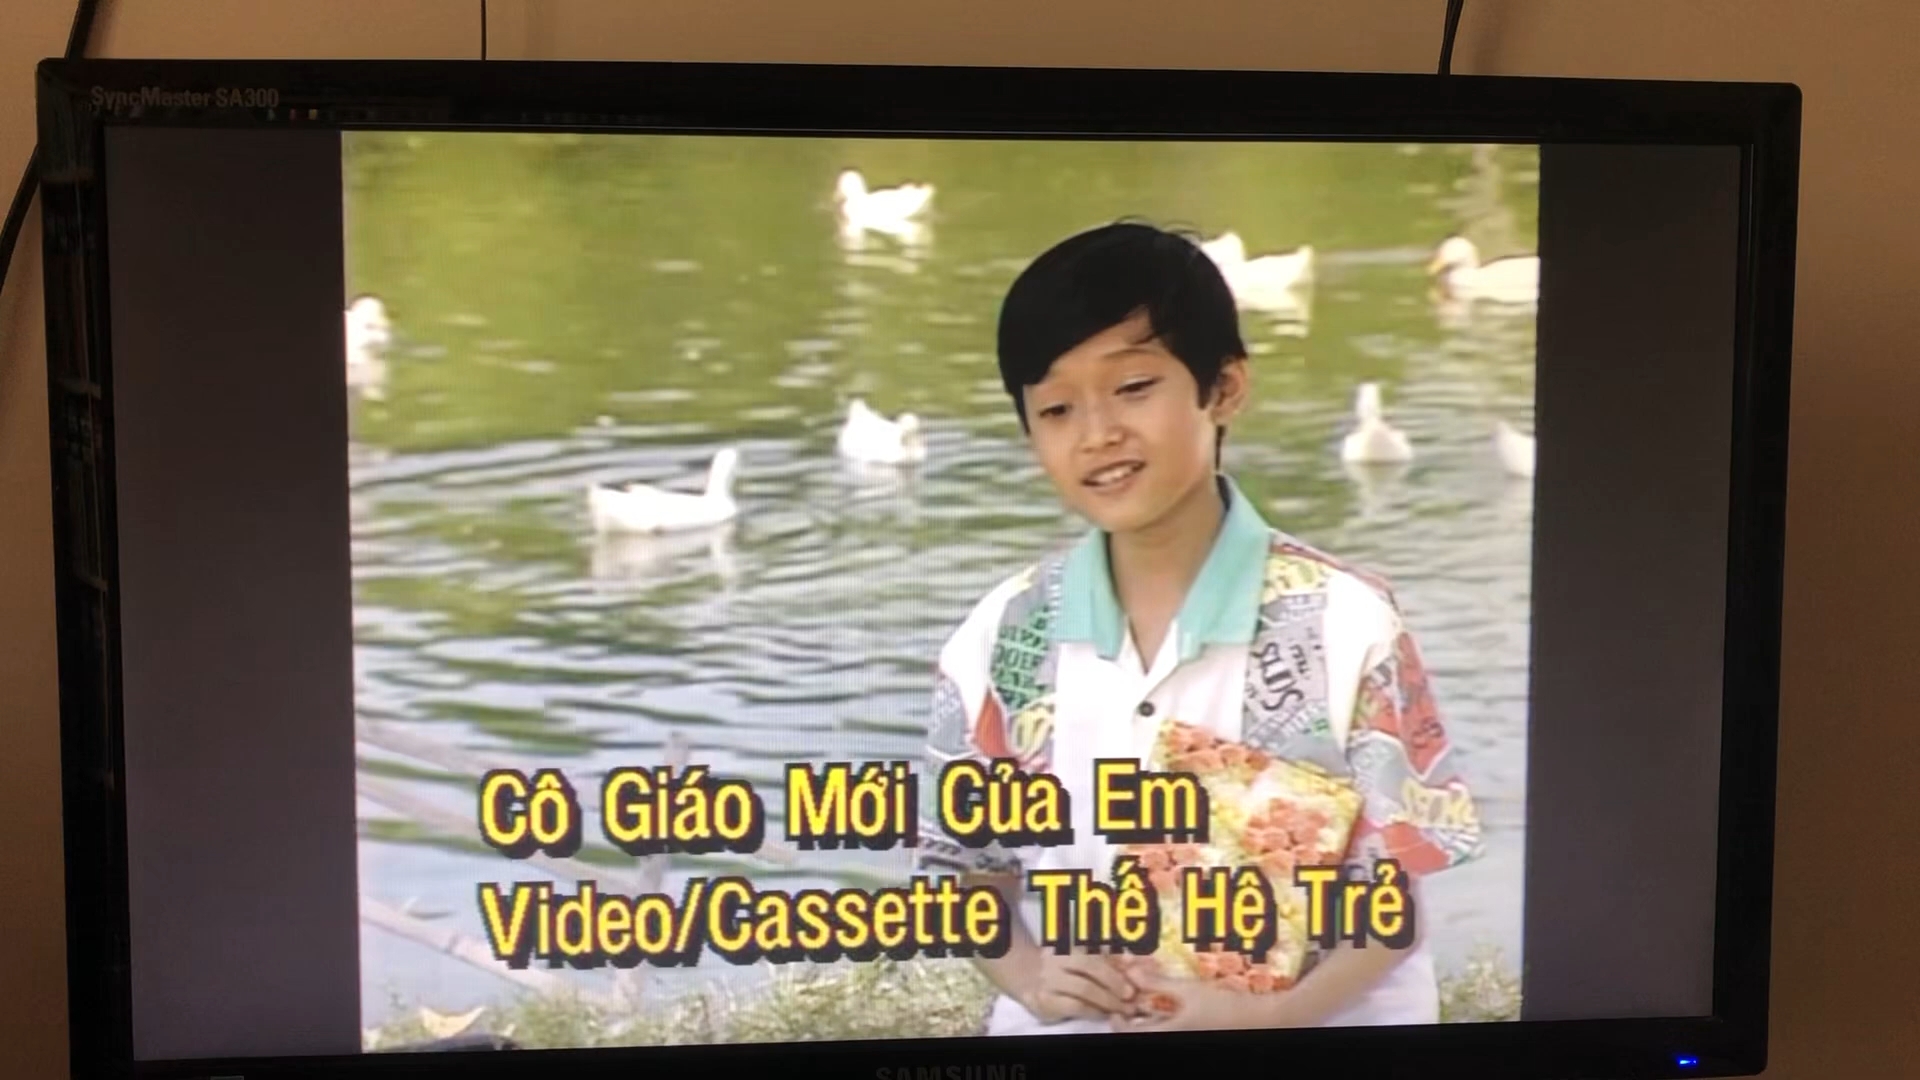 SyncMaster SA300
Cô Giáo Mới Của Em
Video/Cassette Thế Hệ Trẻ
SAMSUNG